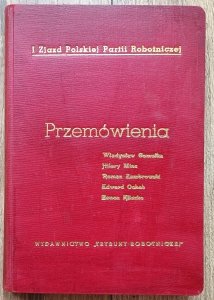 I Zjazd Polskiej Partii Robotniczej
Przemówienia
Władysław Gomułka
Hilary Minc
Roman Zambrowski
Edward Ochab
Zenon Kliszko
WYDAWNICTWO „TRYBUNY ROBOTNICZEJ”